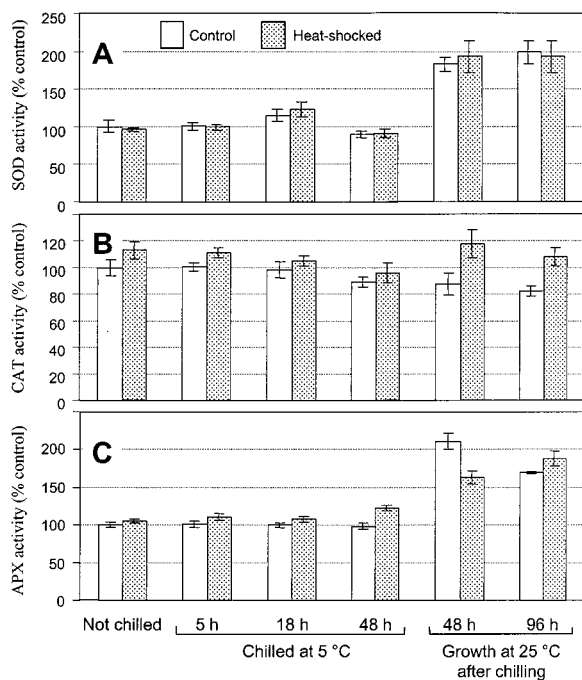 250
200
150
100
50
0
SOD activity (% control)
A
Control
Heat-shocked
120
100
80
60
40
20
0
CAT activity (% control)
B
200
150
100
50
0
APX activity (% control)
C
Not chilled 5 h 18 h 48 h 48 h 96 h
Chilled at 5 °C Growth at 25 °C
after chilling